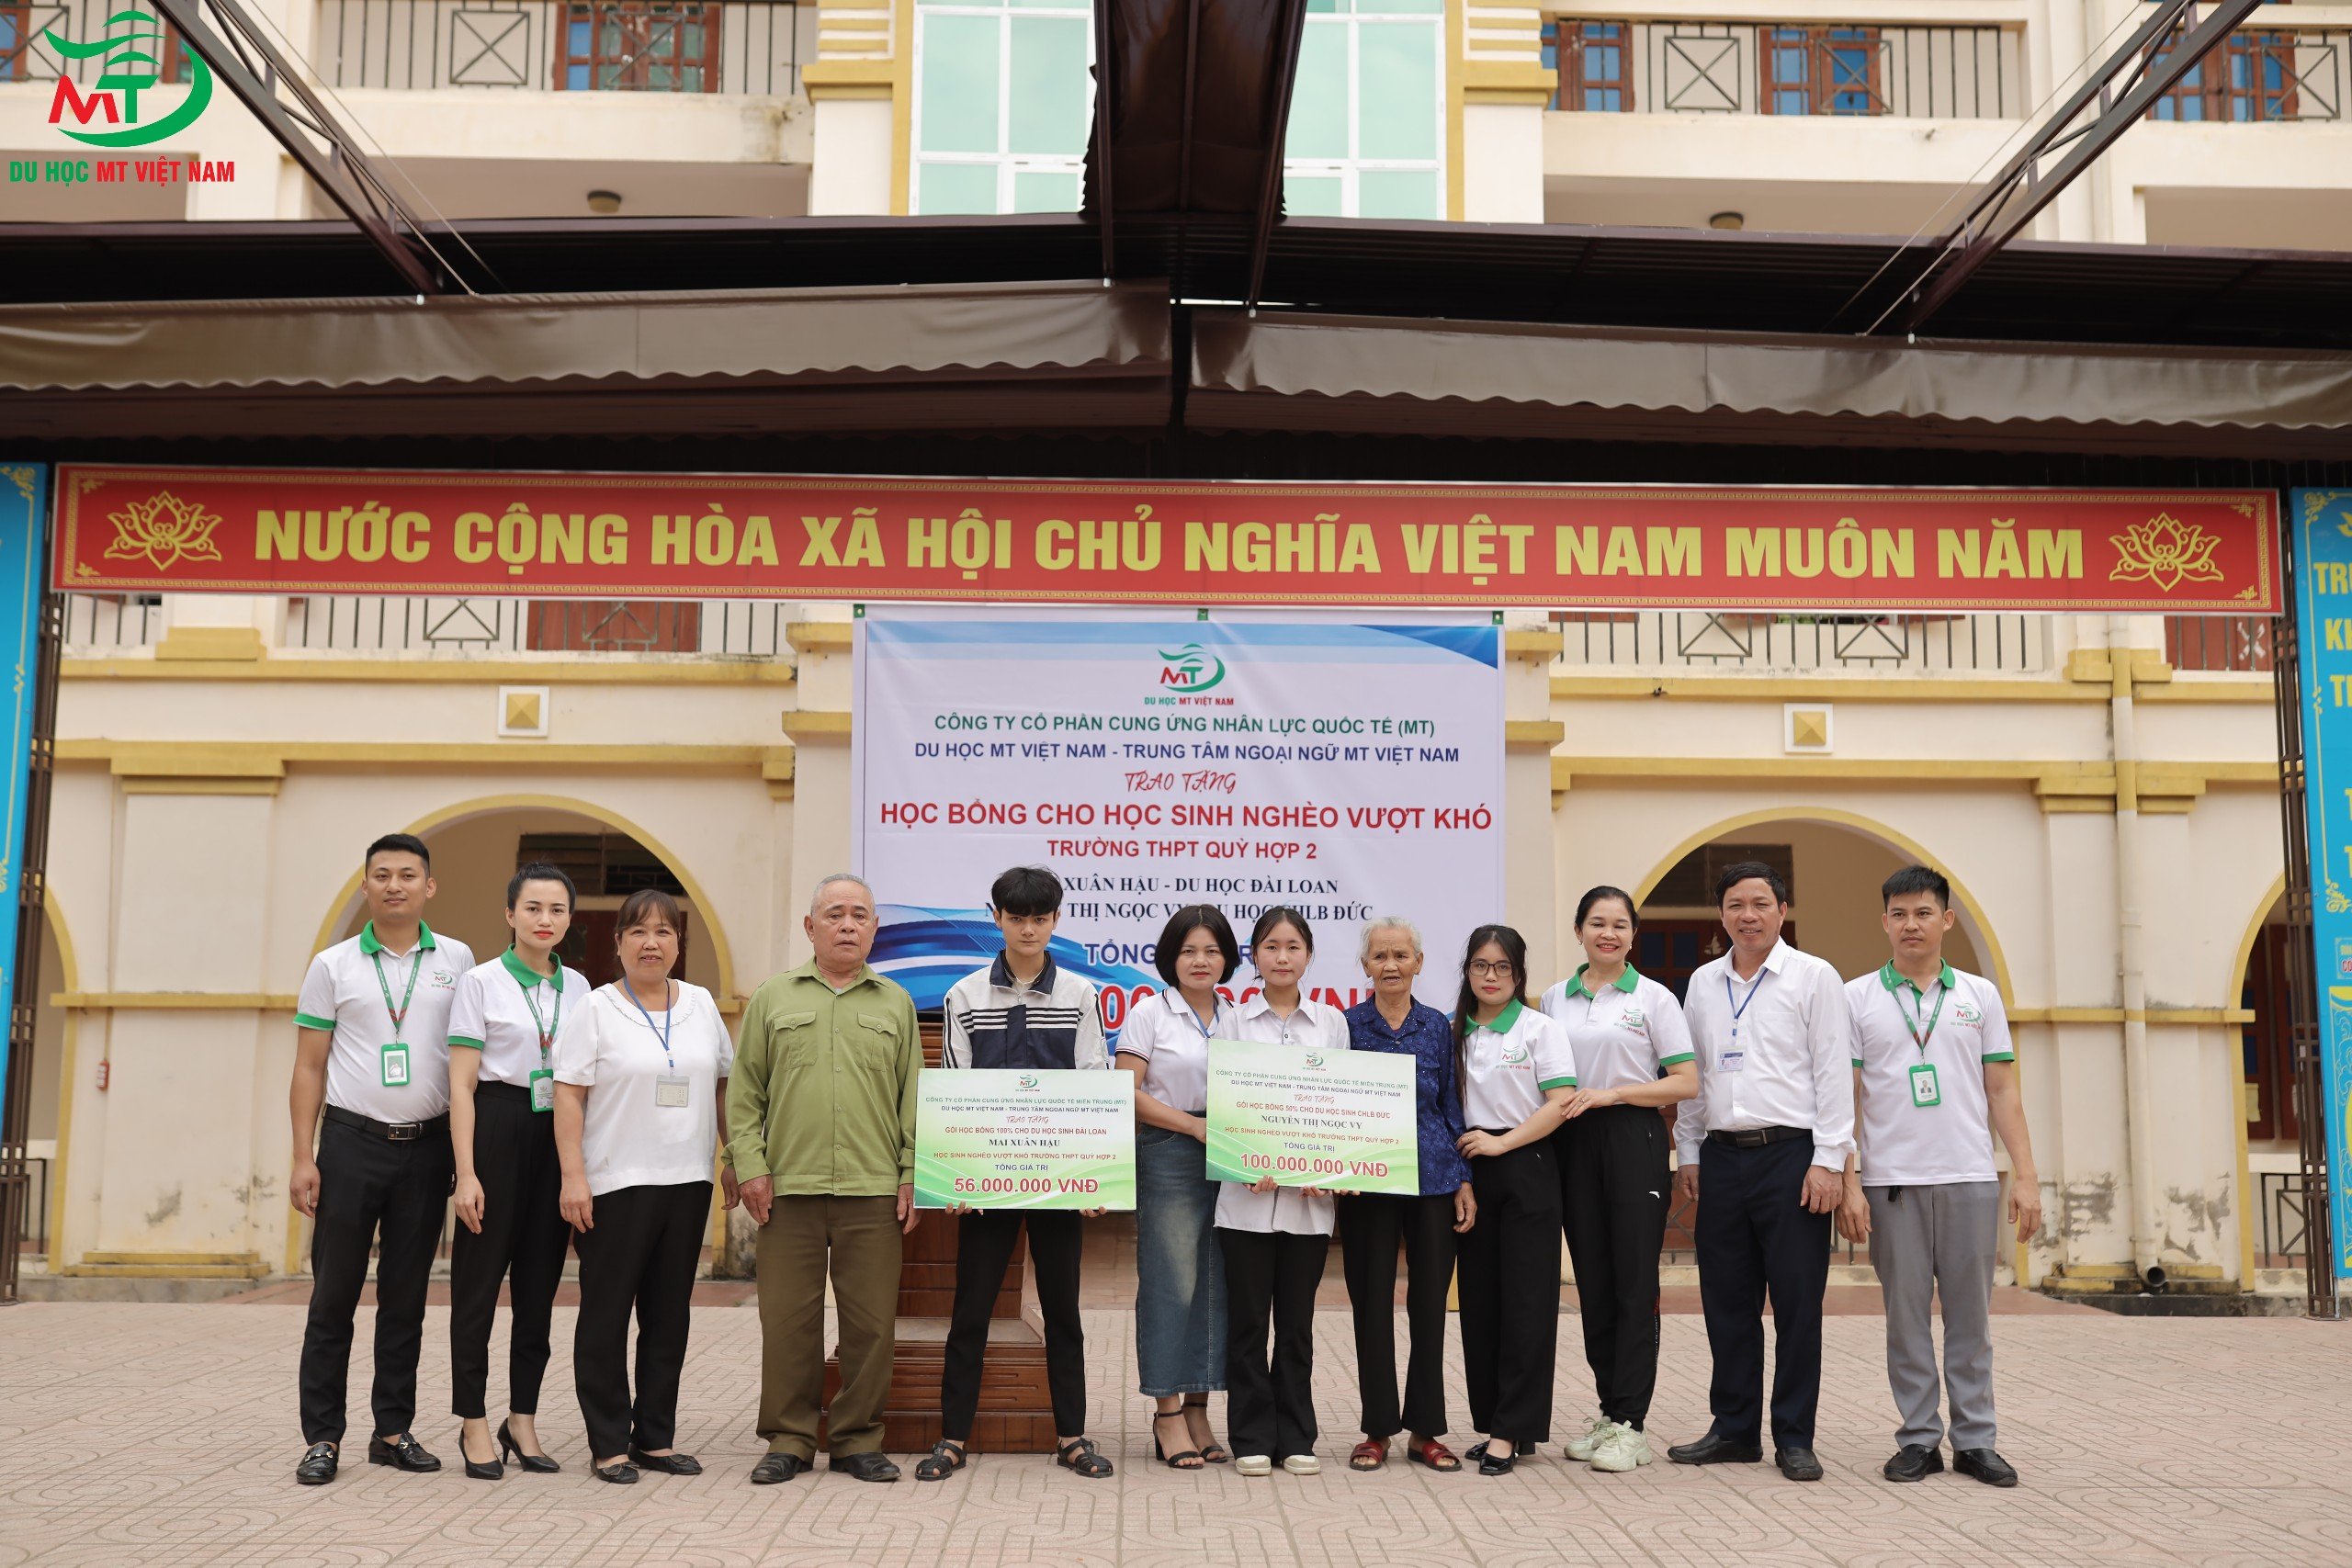 MT
DU HỌC MT VIỆT NAM
NƯỚC CỘNG HÒA XÃ HỘI CHỦ NGHĨA VIỆT NAM MUÔN NĂM
MT
DU HỌC MT VIỆT NAM
CÔNG TY CỔ PHẦN CUNG ỨNG NHÂN LỰC QUỐC TẾ (MT)
DU HỌC MT VIỆT NAM - TRUNG TÂM NGOẠI NGỮ MT VIỆT NAM
TRAO TẶNG
HỌC BỔNG CHO HỌC SINH NGHÈO VƯỢT KHÓ
TRƯỜNG THPT QUỲ HỢP 2
XUÂN HẬU - DU HỌC ĐÀI LOAN
THỊ NGỌC VY DU HỌC CHLB ĐỨC
TỔNG
VNĐ
CÔNG TY CỔ PHẦN CUNG ỨNG NHÂN LỰC QUỐC TẾ MIỀN TRUNG (MT)
DU HỌC MT VIỆT NAM - TRUNG TÂM NGOẠI NGỮ MT VIỆT NAM
TRAO TẶNG
GÓI HỌC BỔNG 100% CHO DU HỌC SINH ĐÀI LOAN
MAI XUÂN HẬU
HỌC SINH NGHÈO VƯỢT KHÓ TRƯỜNG THPT QUỲ HỢP 2
TỔNG GIÁ TRỊ
56.000.000 VNĐ
CÔNG TY CỔ PHẦN CUNG ỨNG NHÂN LỰC QUỐC TẾ MIỀN TRUNG (MT)
DU HỌC MT VIỆT NAM - TRUNG TÂM NGOẠI NGỮ MT VIỆT NAM
TRAO TẶNG
GÓI HỌC BỔNG 50% CHO DU HỌC SINH CHLB ĐỨC
NGUYỄN THỊ NGỌC VY
HỌC SINH NGHÈO VƯỢT KHÓ TRƯỜNG THPT QUỲ HỢP 2
TỔNG GIÁ TRỊ
100.000.000 VNĐ